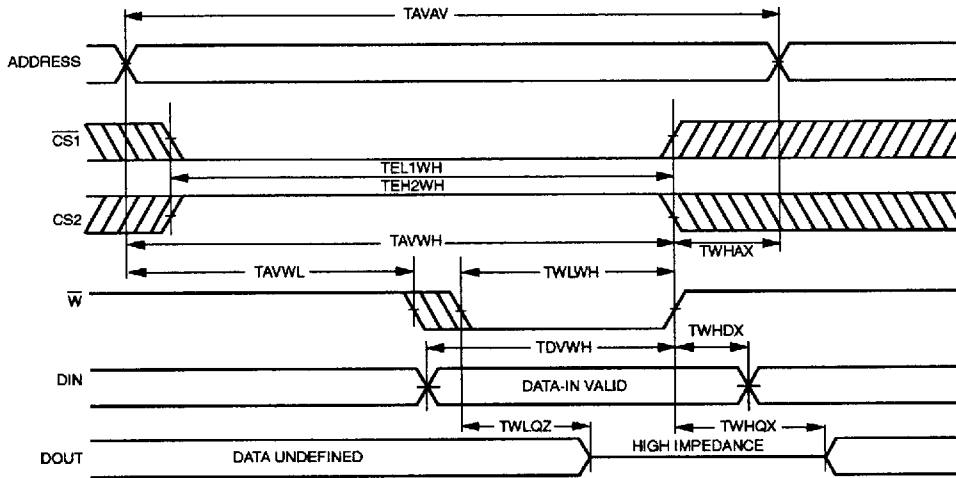 TAVAV
ADDRESS
CS1
TEL1WH
TEH2WH
CS2
TAVWH
TWHAX
TAVWL
TWLWH
W
TDVWH
TWHDX
DIN
DATA-IN VALID
TWLQZ
TWHQX
DOUT
DATA UNDEFINED
HIGH IMPEDANCE